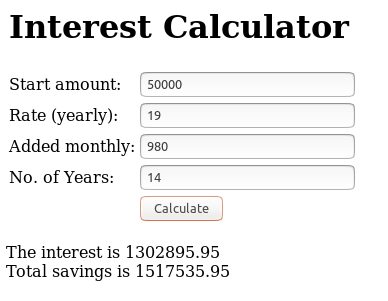 Interest Calculator
Start amount: 50000
Rate (yearly): 19
Added monthly: 980
No. of Years: 14
Calculate
The interest is 1302895.95
Total savings is 1517535.95